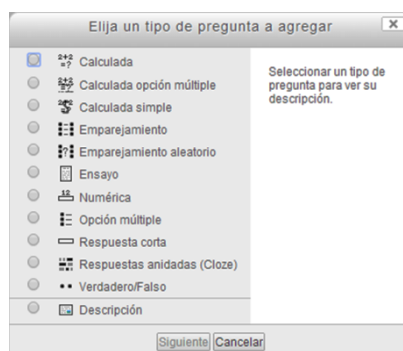 Elija un tipo de pregunta a agregar
Calculada
Calculada opción múltiple
Calculada simple
Emparejamiento
Emparejamiento aleatorio
Ensayo
Numérica
Opción múltiple
Respuesta corta
Respuestas anidadas (Cloze)
Verdadero/Falso
Descripción
Seleccionar un tipo de
pregunta para ver su
descripción.
Siguiente Cancelar